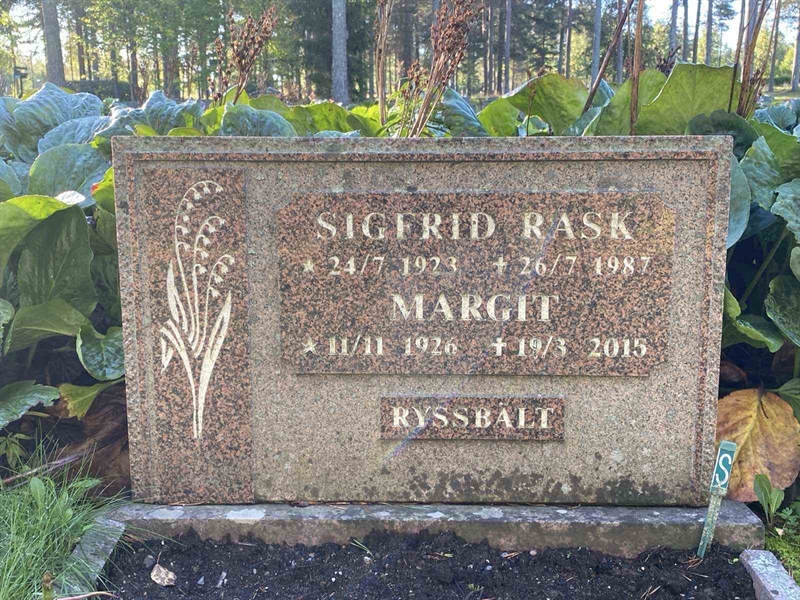 SIGFRID RASK
★ 24/7 1923 ✝ 26/7 1987
MARGIT
★ 11/11 1926 ✝ 19/3 2015
RYSSBÄLT
S